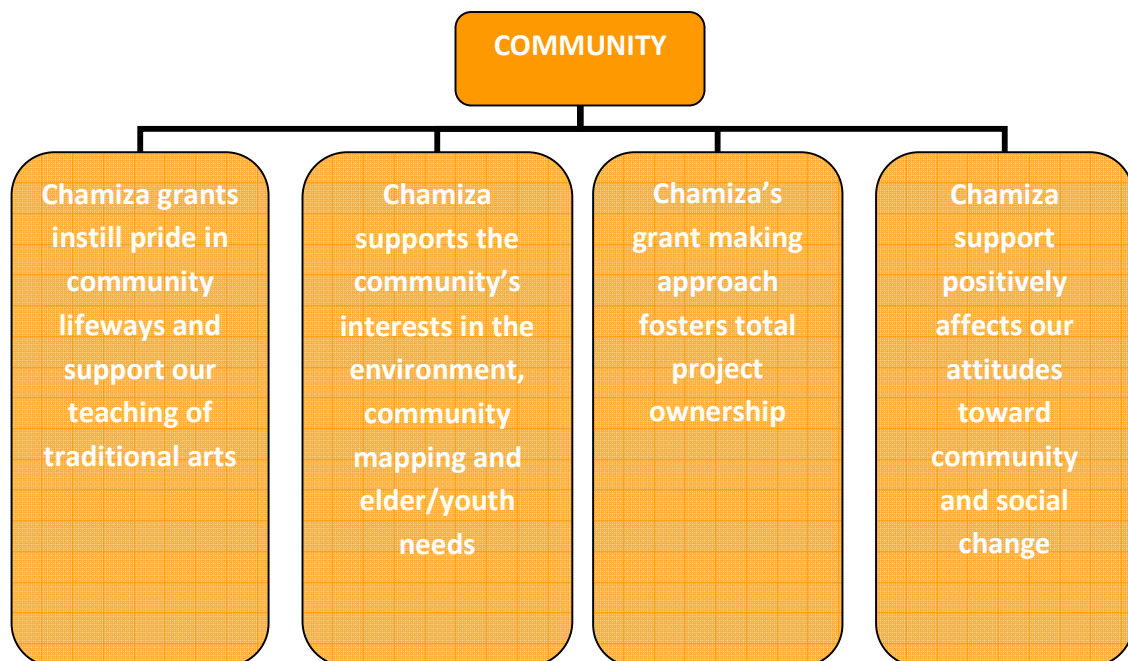 COMMUNITY
Chamiza grants
instill pride in
community
lifeways and
support our
teaching of
traditional arts
Chamiza
supports the
community’s
interests in the
environment,
community
mapping and
elder/youth
needs
Chamiza’s
grant making
approach
fosters total
project
ownership
Chamiza
support
positively
affects our
attitudes
toward
community
and social
change